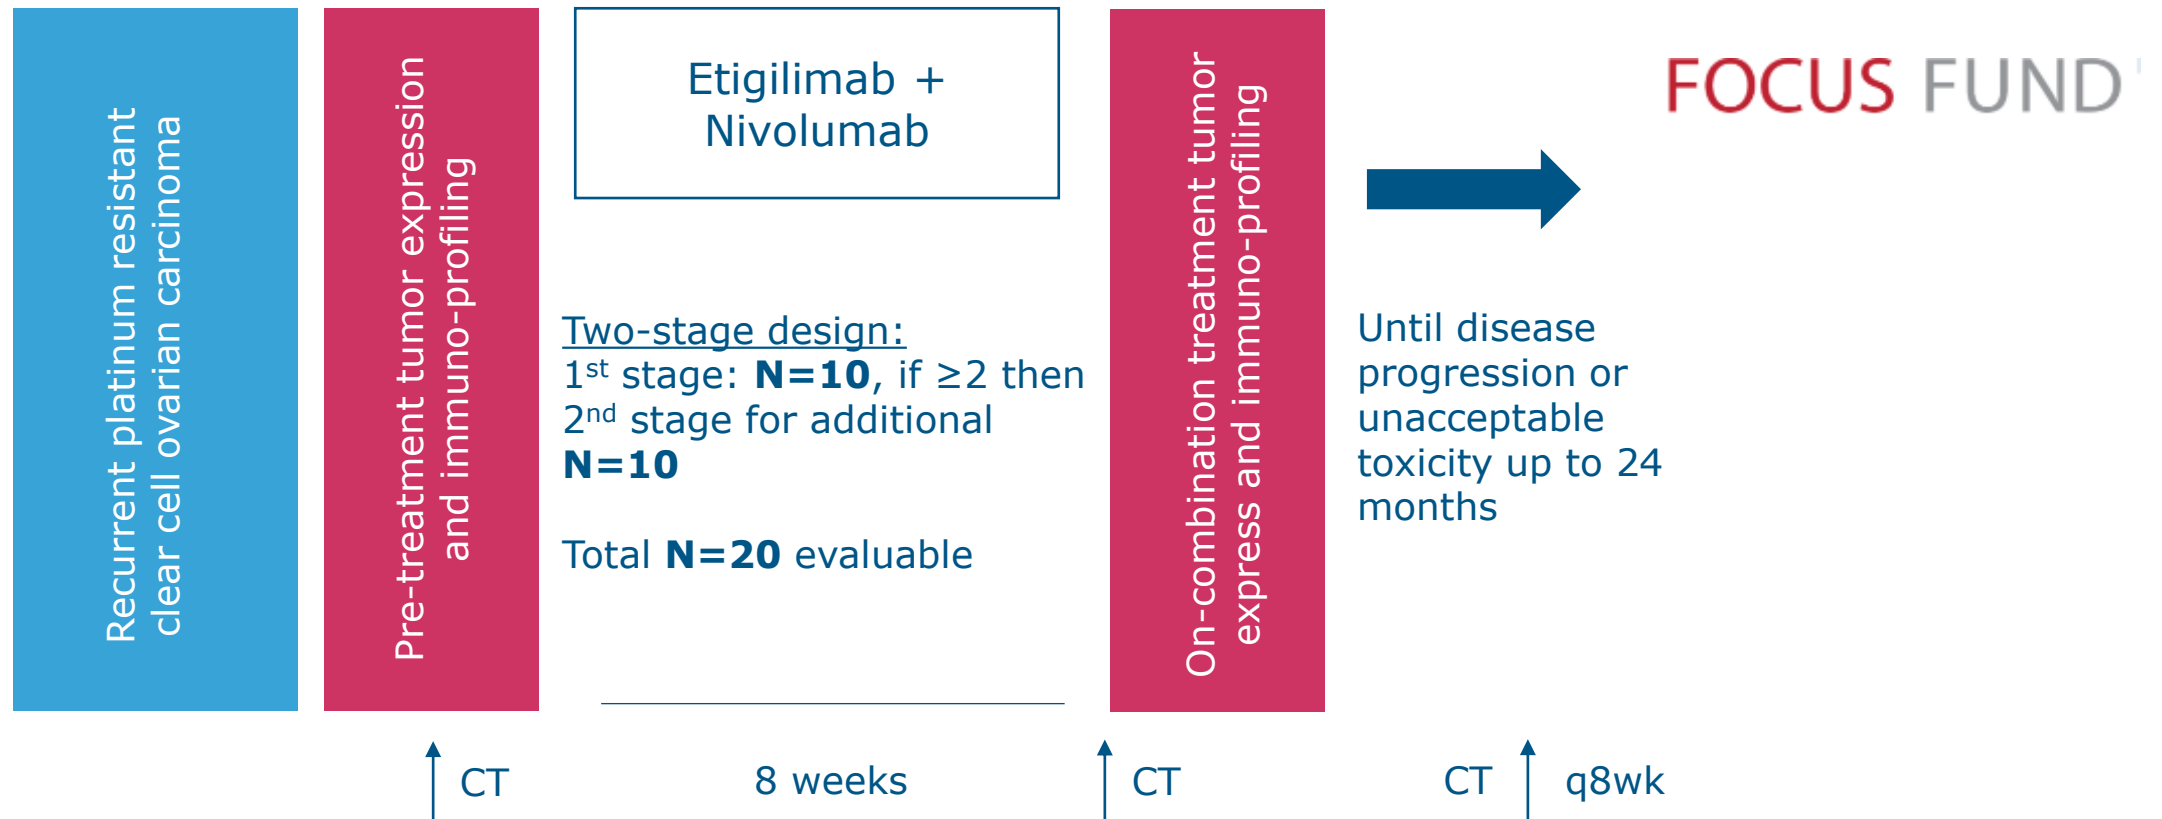 Recurrent platinum resistant
clear cell ovarian carcinoma
Pre-treatment tumor expression
and immuno-profiling
Etigilimab +
Nivolumab
Two-stage design:
1st stage: N=10, if ≥2 then
2nd stage for additional
N=10
Total N=20 evaluable
On-combination treatment tumor
express and immuno-profiling
FOCUS FUND
Until disease
progression or
unacceptable
toxicity up to 24
months
CT
8 weeks
CT
CT
q8wk